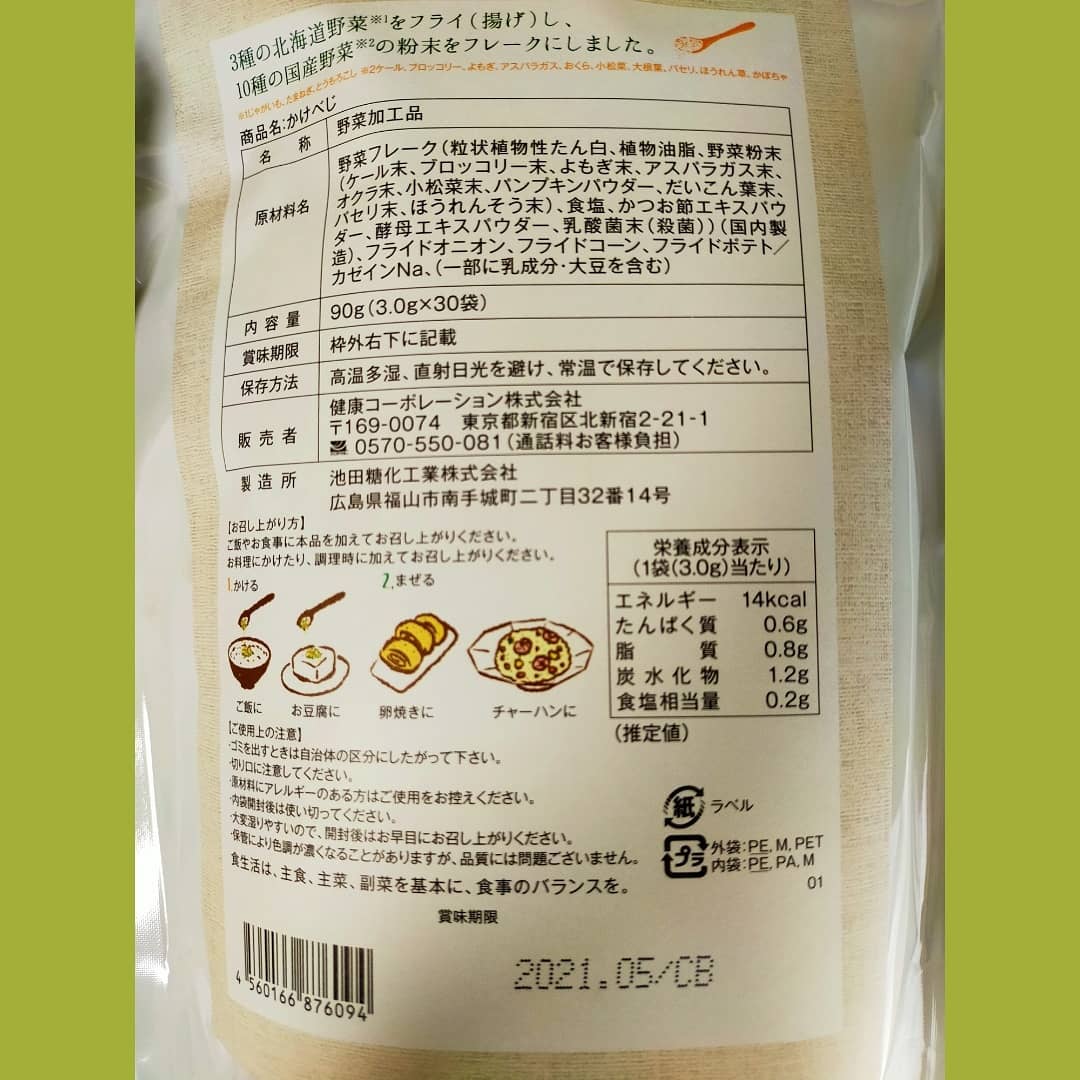 3種の北海道野菜※1をフライ(揚げ)し、
10種の国産野菜※2の粉末をフレークにしました。
※1じゃがいも、たまねぎ、とうもろこし ※2ケール、ブロッコリー、よもぎ、アスパラガス、おくら、小松菜、大根葉、パセリ、ほうれん草、かぼちゃ
商品名:かけべじ
名称 野菜加工品
原材料名 野菜フレーク(粒状植物性たん白、植物油脂、野菜粉末
(ケール末、ブロッコリー末、よもぎ末、アスパラガス末、
オクラ末、小松菜末、パンプキンパウダー、だいこん葉末、
パセリ末、ほうれんそう末)、食塩、かつお節エキスパウ
ダー、酵母エキスパウダー、乳酸菌末(殺菌))(国内製
造)、フライドオニオン、フライドコーン、フライドポテト/
カゼインNa、(一部に乳成分・大豆を含む)
内容量 90g(3.0g×30袋)
賞味期限 枠外右下に記載
保存方法 高温多湿、直射日光を避け、常温で保存してください。
販売者 健康コーポレーション株式会社
〒169-0074 東京都新宿区北新宿2-21-1
0570-550-081(通話料お客様負担)
製造所 池田糖化工業株式会社
広島県福山市南手城町二丁目32番14号
【お召し上がり方】
ご飯やお食事に本品を加えてお召し上がりください。
お料理にかけたり、調理時に加えてお召し上がりください。
1.かける 2.まぜる
ご飯に お豆腐に 卵焼きに チャーハンに
栄養成分表示
(1袋(3.0g)当たり)
エネルギー 14kcal
たんぱく質 0.6g
脂質 0.8g
炭水化物 1.2g
食塩相当量 0.2g
(推定値)
【ご使用上の注意】
・ゴミを出すときは自治体の区分にしたがって下さい。
・切り口に注意してください。
・原材料にアレルギーのある方はご使用をお控えください。
・内袋開封後は使い切ってください。
・大変湿りやすいので、開封後はお早目にお召し上がりください。
・保管により色調が濃くなることがありますが、品質には問題ございません。
食生活は、主食、主菜、副菜を基本に、食事のバランスを。
紙 ラベル
プラ 外袋:PE, M, PET
内袋:PE, PA, M
01
賞味期限
2021.05/CB
4 560166 876094